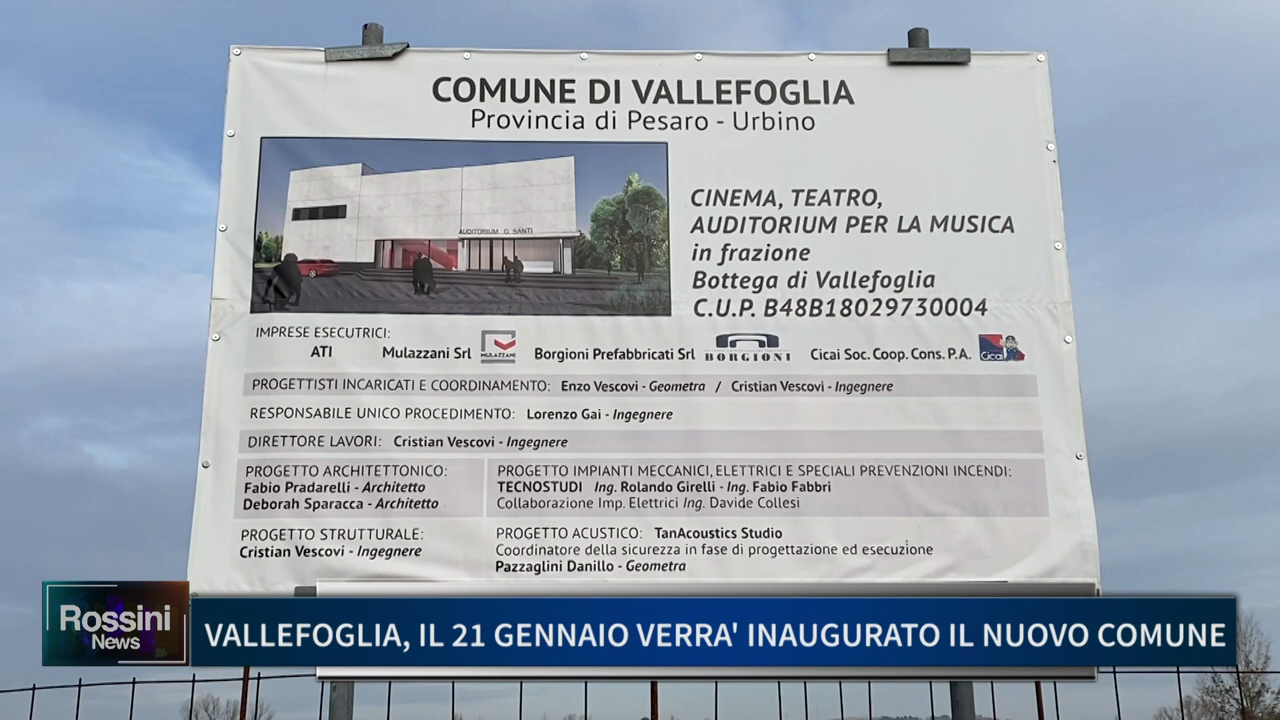 COMUNE DI VALLEFOGLIA
Provincia di Pesaro - Urbino
AUDITORIUM G. SANTI
CINEMA, TEATRO,
AUDITORIUM PER LA MUSICA
in frazione
Bottega di Vallefoglia
C.U.P. B48B18029730004
IMPRESE ESECUTRICI:
ATI Mulazzani Srl MULAZZANI Borgioni Prefabbricati Srl BORGIONI Cicai Soc. Coop. Cons. P.A. Cicai
PROGETTISTI INCARICATI E COORDINAMENTO: Enzo Vescovi - Geometra / Cristian Vescovi - Ingegnere
RESPONSABILE UNICO PROCEDIMENTO: Lorenzo Gai - Ingegnere
DIRETTORE LAVORI: Cristian Vescovi - Ingegnere
PROGETTO ARCHITETTONICO:
Fabio Pradarelli - Architetto
Deborah Sparacca - Architetto
PROGETTO IMPIANTI MECCANICI, ELETTRICI E SPECIALI PREVENZIONI INCENDI:
TECNOSTUDI Ing. Rolando Girelli - Ing. Fabio Fabbri
Collaborazione Imp. Elettrici Ing. Davide Collesi
PROGETTO STRUTTURALE:
Cristian Vescovi - Ingegnere
PROGETTO ACUSTICO: TanAcoustics Studio
Coordinatore della sicurezza in fase di progettazione ed esecuzione
Pazzaglini Danillo - Geometra
Rossini
News
VALLEFOGLIA, IL 21 GENNAIO VERRA' INAUGURATO IL NUOVO COMUNE